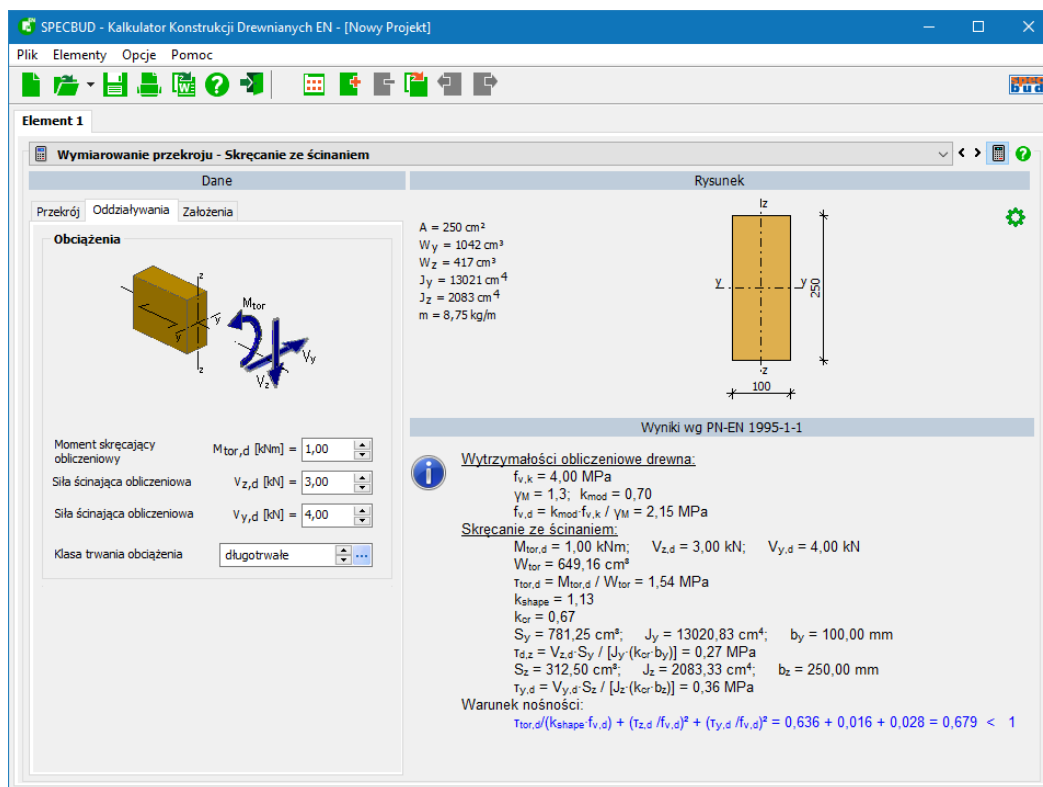 SPECBUD - Kalkulator Konstrukcji Drewnianych EN - [Nowy Projekt]
Plik Elementy Opcje Pomoc
spec
bud
Element 1
Wymiarowanie przekroju - Skręcanie ze ścinaniem
Dane
Przekrój Oddziaływania Założenia
Obciążenia
z
y
Mtor
y
Vy
z
Vz
Moment skręcający obliczeniowy Mtor,d [kNm] = 1,00
Siła ścinająca obliczeniowa Vz,d [kN] = 3,00
Siła ścinająca obliczeniowa Vy,d [kN] = 4,00
Klasa trwania obciążenia długotrwałe ...
Rysunek
A = 250 cm²
Wy = 1042 cm³
Wz = 417 cm³
Jy = 13021 cm⁴
Jz = 2083 cm⁴
m = 8,75 kg/m
z
y y
250
z
100
Wyniki wg PN-EN 1995-1-1
Wytrzymałości obliczeniowe drewna:
fv,k = 4,00 MPa
γM = 1,3; kmod = 0,70
fv,d = kmod·fv,k / γM = 2,15 MPa
Skręcanie ze ścinaniem:
Mtor,d = 1,00 kNm; Vz,d = 3,00 kN; Vy,d = 4,00 kN
Wtor = 649,16 cm³
τtor,d = Mtor,d / Wtor = 1,54 MPa
kshape = 1,13
kcr = 0,67
Sy = 781,25 cm³; Jy = 13020,83 cm⁴; by = 100,00 mm
τd,z = Vz,d·Sy / [Jy·(kcr·by)] = 0,27 MPa
Sz = 312,50 cm³; Jz = 2083,33 cm⁴; bz = 250,00 mm
τy,d = Vy,d·Sz / [Jz·(kcr·bz)] = 0,36 MPa
Warunek nośności:
τtor,d/(kshape·fv,d) + (τz,d /fv,d)² + (τy,d /fv,d)² = 0,636 + 0,016 + 0,028 = 0,679 < 1